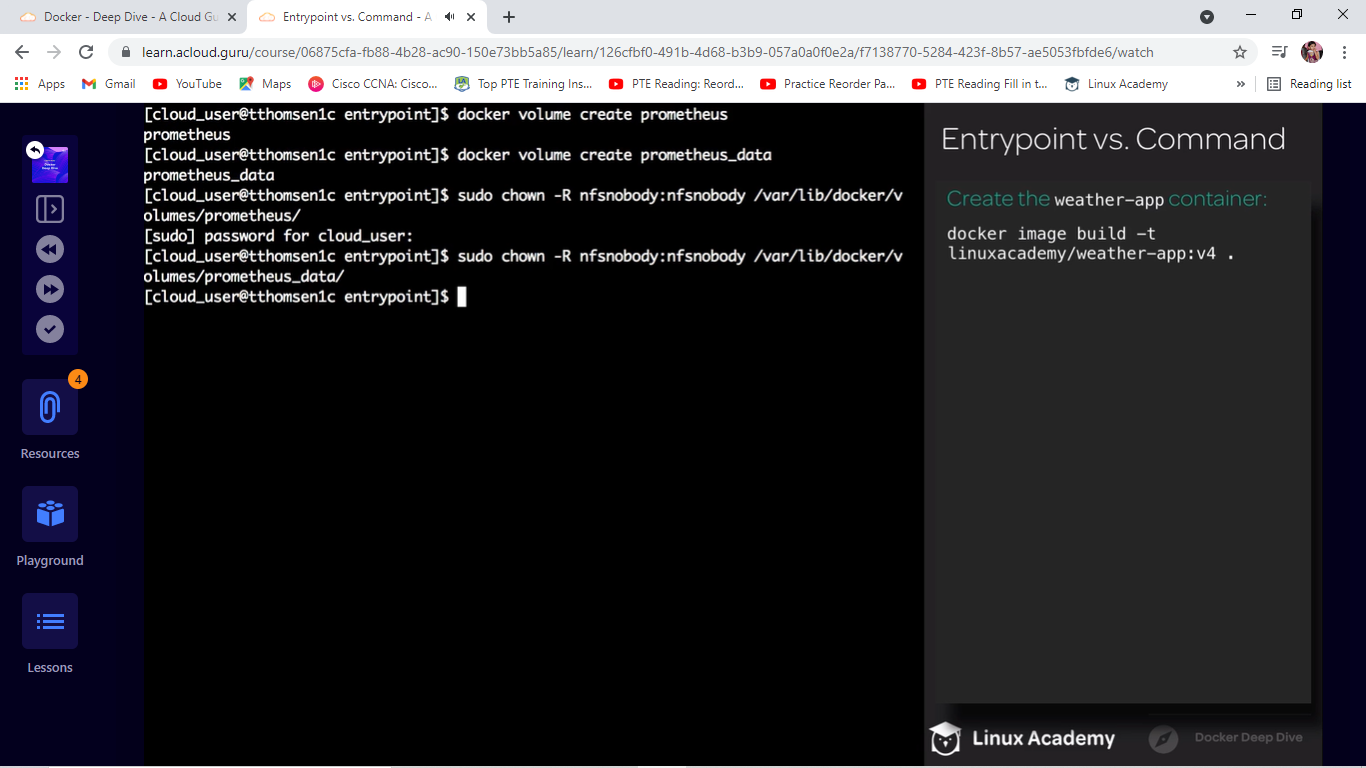 Docker - Deep Dive - A Cloud Gu
Entrypoint vs. Command - A
learn.acloud.guru/course/06875cfa-fb88-4b28-ac90-150e73bb5a85/learn/126cfbf0-491b-4d68-b3b9-057a0a0f0e2a/f7138770-5284-423f-8b57-ae5053fbfde6/watch
Apps
Gmail
YouTube
Maps
Cisco CCNA: Cisco...
Top PTE Training Ins...
PTE Reading: Reord...
Practice Reorder Pa...
PTE Reading Fill in t...
Linux Academy
»
Reading list
[cloud_user@tthomsen1c entrypoint]$ docker volume create prometheus
prometheus
[cloud_user@tthomsen1c entrypoint]$ docker volume create prometheus_data
prometheus_data
[cloud_user@tthomsen1c entrypoint]$ sudo chown -R nfsnobody:nfsnobody /var/lib/docker/v
olumes/prometheus/
[sudo] password for cloud_user:
[cloud_user@tthomsen1c entrypoint]$ sudo chown -R nfsnobody:nfsnobody /var/lib/docker/v
olumes/prometheus_data/
[cloud_user@tthomsen1c entrypoint]$
4
Resources
Playground
Lessons
Entrypoint vs. Command
Create the weather-app container:
docker image build -t
linuxacademy/weather-app:v4 .
Linux Academy
Docker Deep Dive